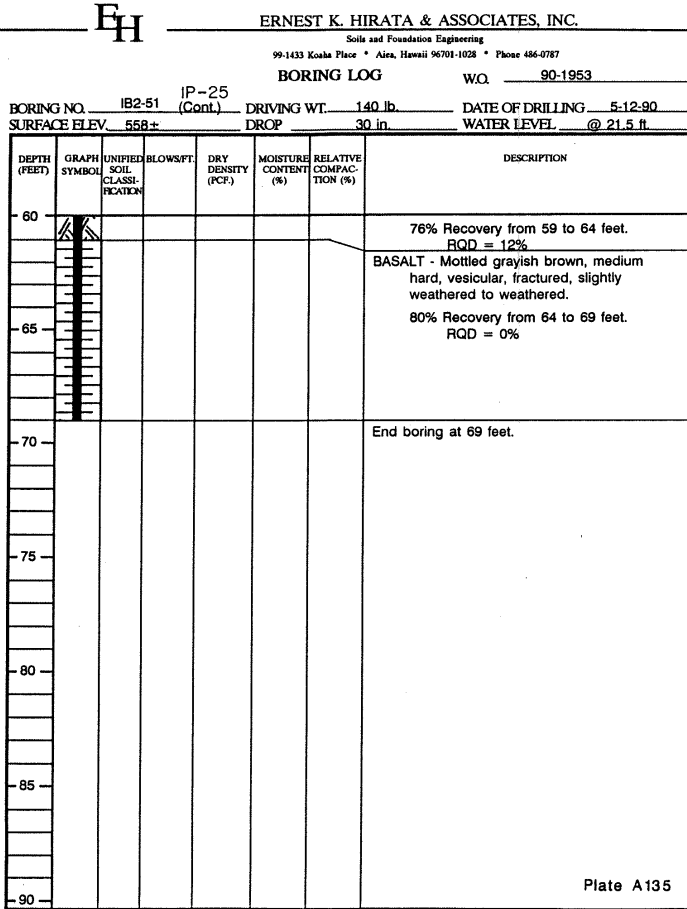 EH
ERNEST K. HIRATA & ASSOCIATES, INC.
Soils and Foundation Engineering
99-1433 Koaha Place * Aiea, Hawaii 96701-1028 * Phone 486-0787
BORING LOG W.O. 90-1953
IP-25
BORING NO. IB2-51 (Cont.) DRIVING WT. 140 lb. DATE OF DRILLING 5-12-90
SURFACE ELEV. 558± DROP 30 in. WATER LEVEL @ 21.5 ft.
DEPTH (FEET)
GRAPH SYMBOL
UNIFIED SOIL CLASSI-FICATION
BLOWS/FT.
DRY DENSITY (PCF.)
MOISTURE CONTENT (%)
RELATIVE COMPAC-TION (%)
DESCRIPTION
60
76% Recovery from 59 to 64 feet.
RQD = 12%
BASALT - Mottled grayish brown, medium
hard, vesicular, fractured, slightly
weathered to weathered.
65
80% Recovery from 64 to 69 feet.
RQD = 0%
End boring at 69 feet.
70
75
80
85
90
Plate A135